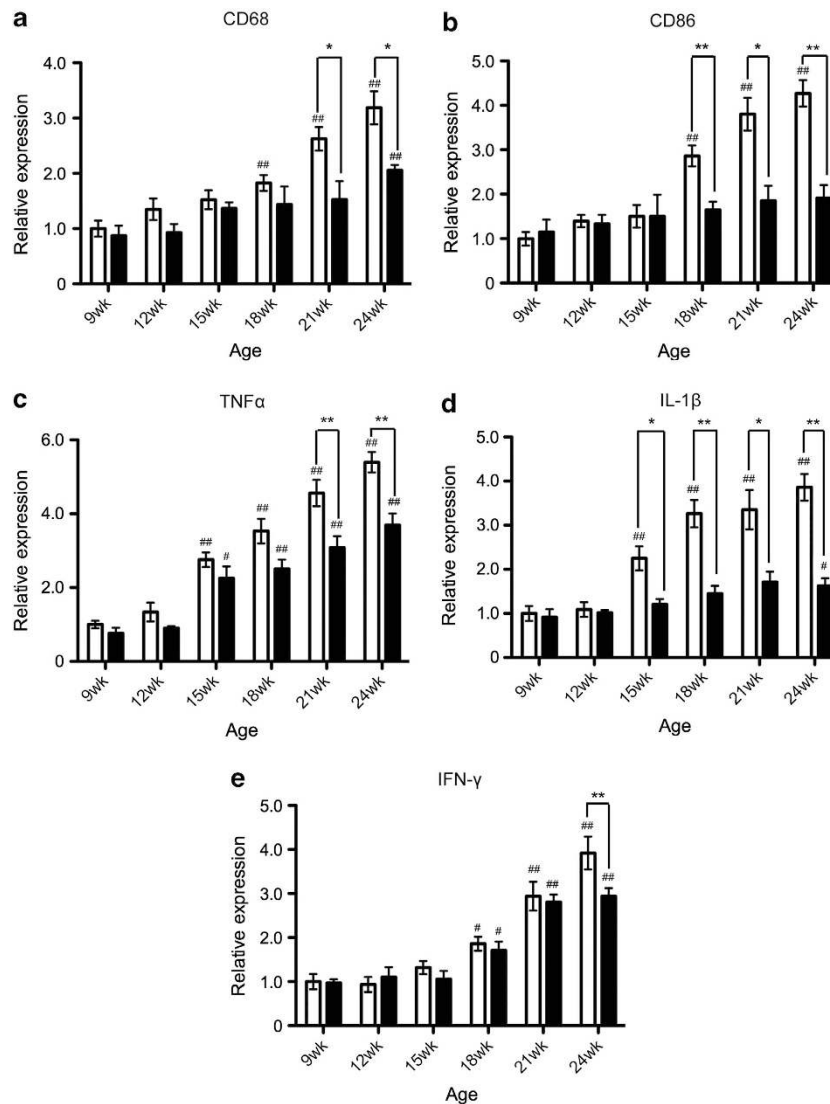 a
CD68
Relative expression
4.0
3.0
2.0
1.0
0
##
##
*
##
*
##
9wk
12wk
15wk
18wk
21wk
24wk
Age
b
CD86
Relative expression
5.0
4.0
3.0
2.0
1.0
0
##
**
##
*
##
**
9wk
12wk
15wk
18wk
21wk
24wk
Age
c
TNFα
Relative expression
6.0
4.0
2.0
0
##
#
##
##
##
**
##
##
**
##
9wk
12wk
15wk
18wk
21wk
24wk
Age
d
IL-1β
Relative expression
5.0
4.0
3.0
2.0
1.0
0
##
*
##
**
##
*
##
**
#
9wk
12wk
15wk
18wk
21wk
24wk
Age
e
IFN-γ
Relative expression
5.0
4.0
3.0
2.0
1.0
0
#
#
##
##
##
**
##
9wk
12wk
15wk
18wk
21wk
24wk
Age